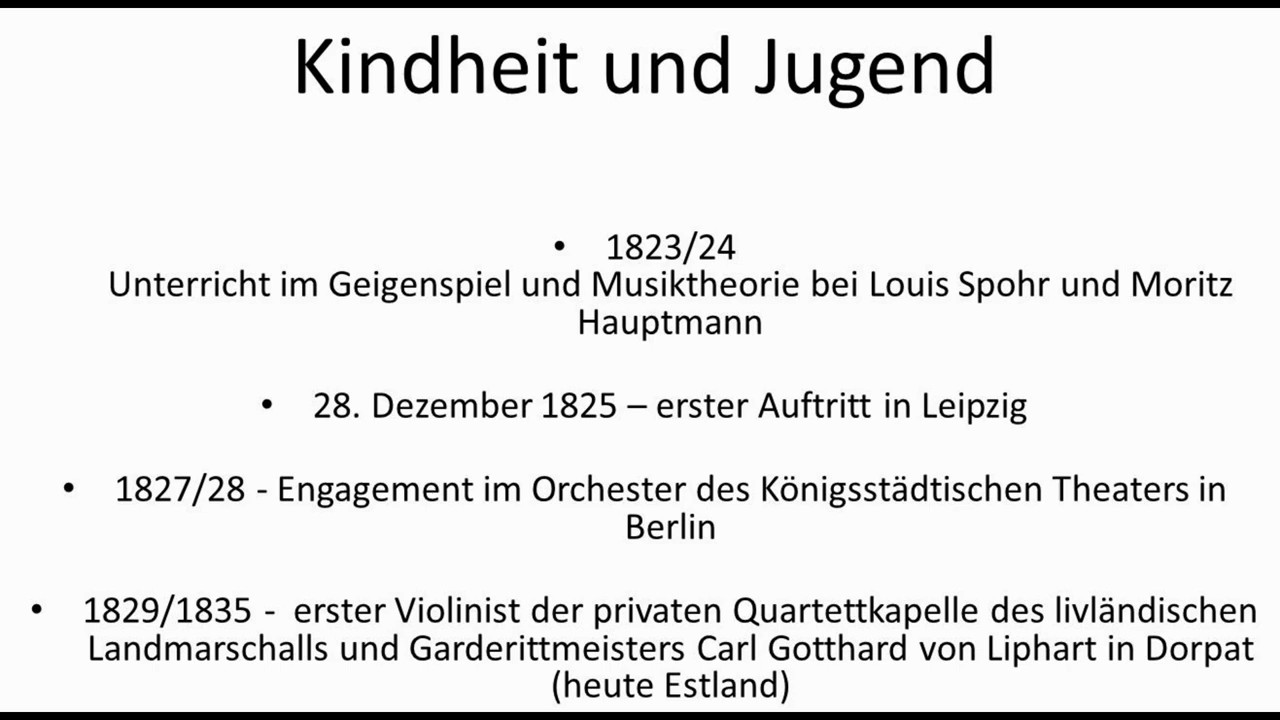 Kindheit und Jugend
• 1823/24
Unterricht im Geigenspiel und Musiktheorie bei Louis Spohr und Moritz
Hauptmann
• 28. Dezember 1825 – erster Auftritt in Leipzig
• 1827/28 - Engagement im Orchester des Königsstädtischen Theaters in
Berlin
• 1829/1835 - erster Violinist der privaten Quartettkapelle des livländischen
Landmarschalls und Garderittmeisters Carl Gotthard von Liphart in Dorpat
(heute Estland)